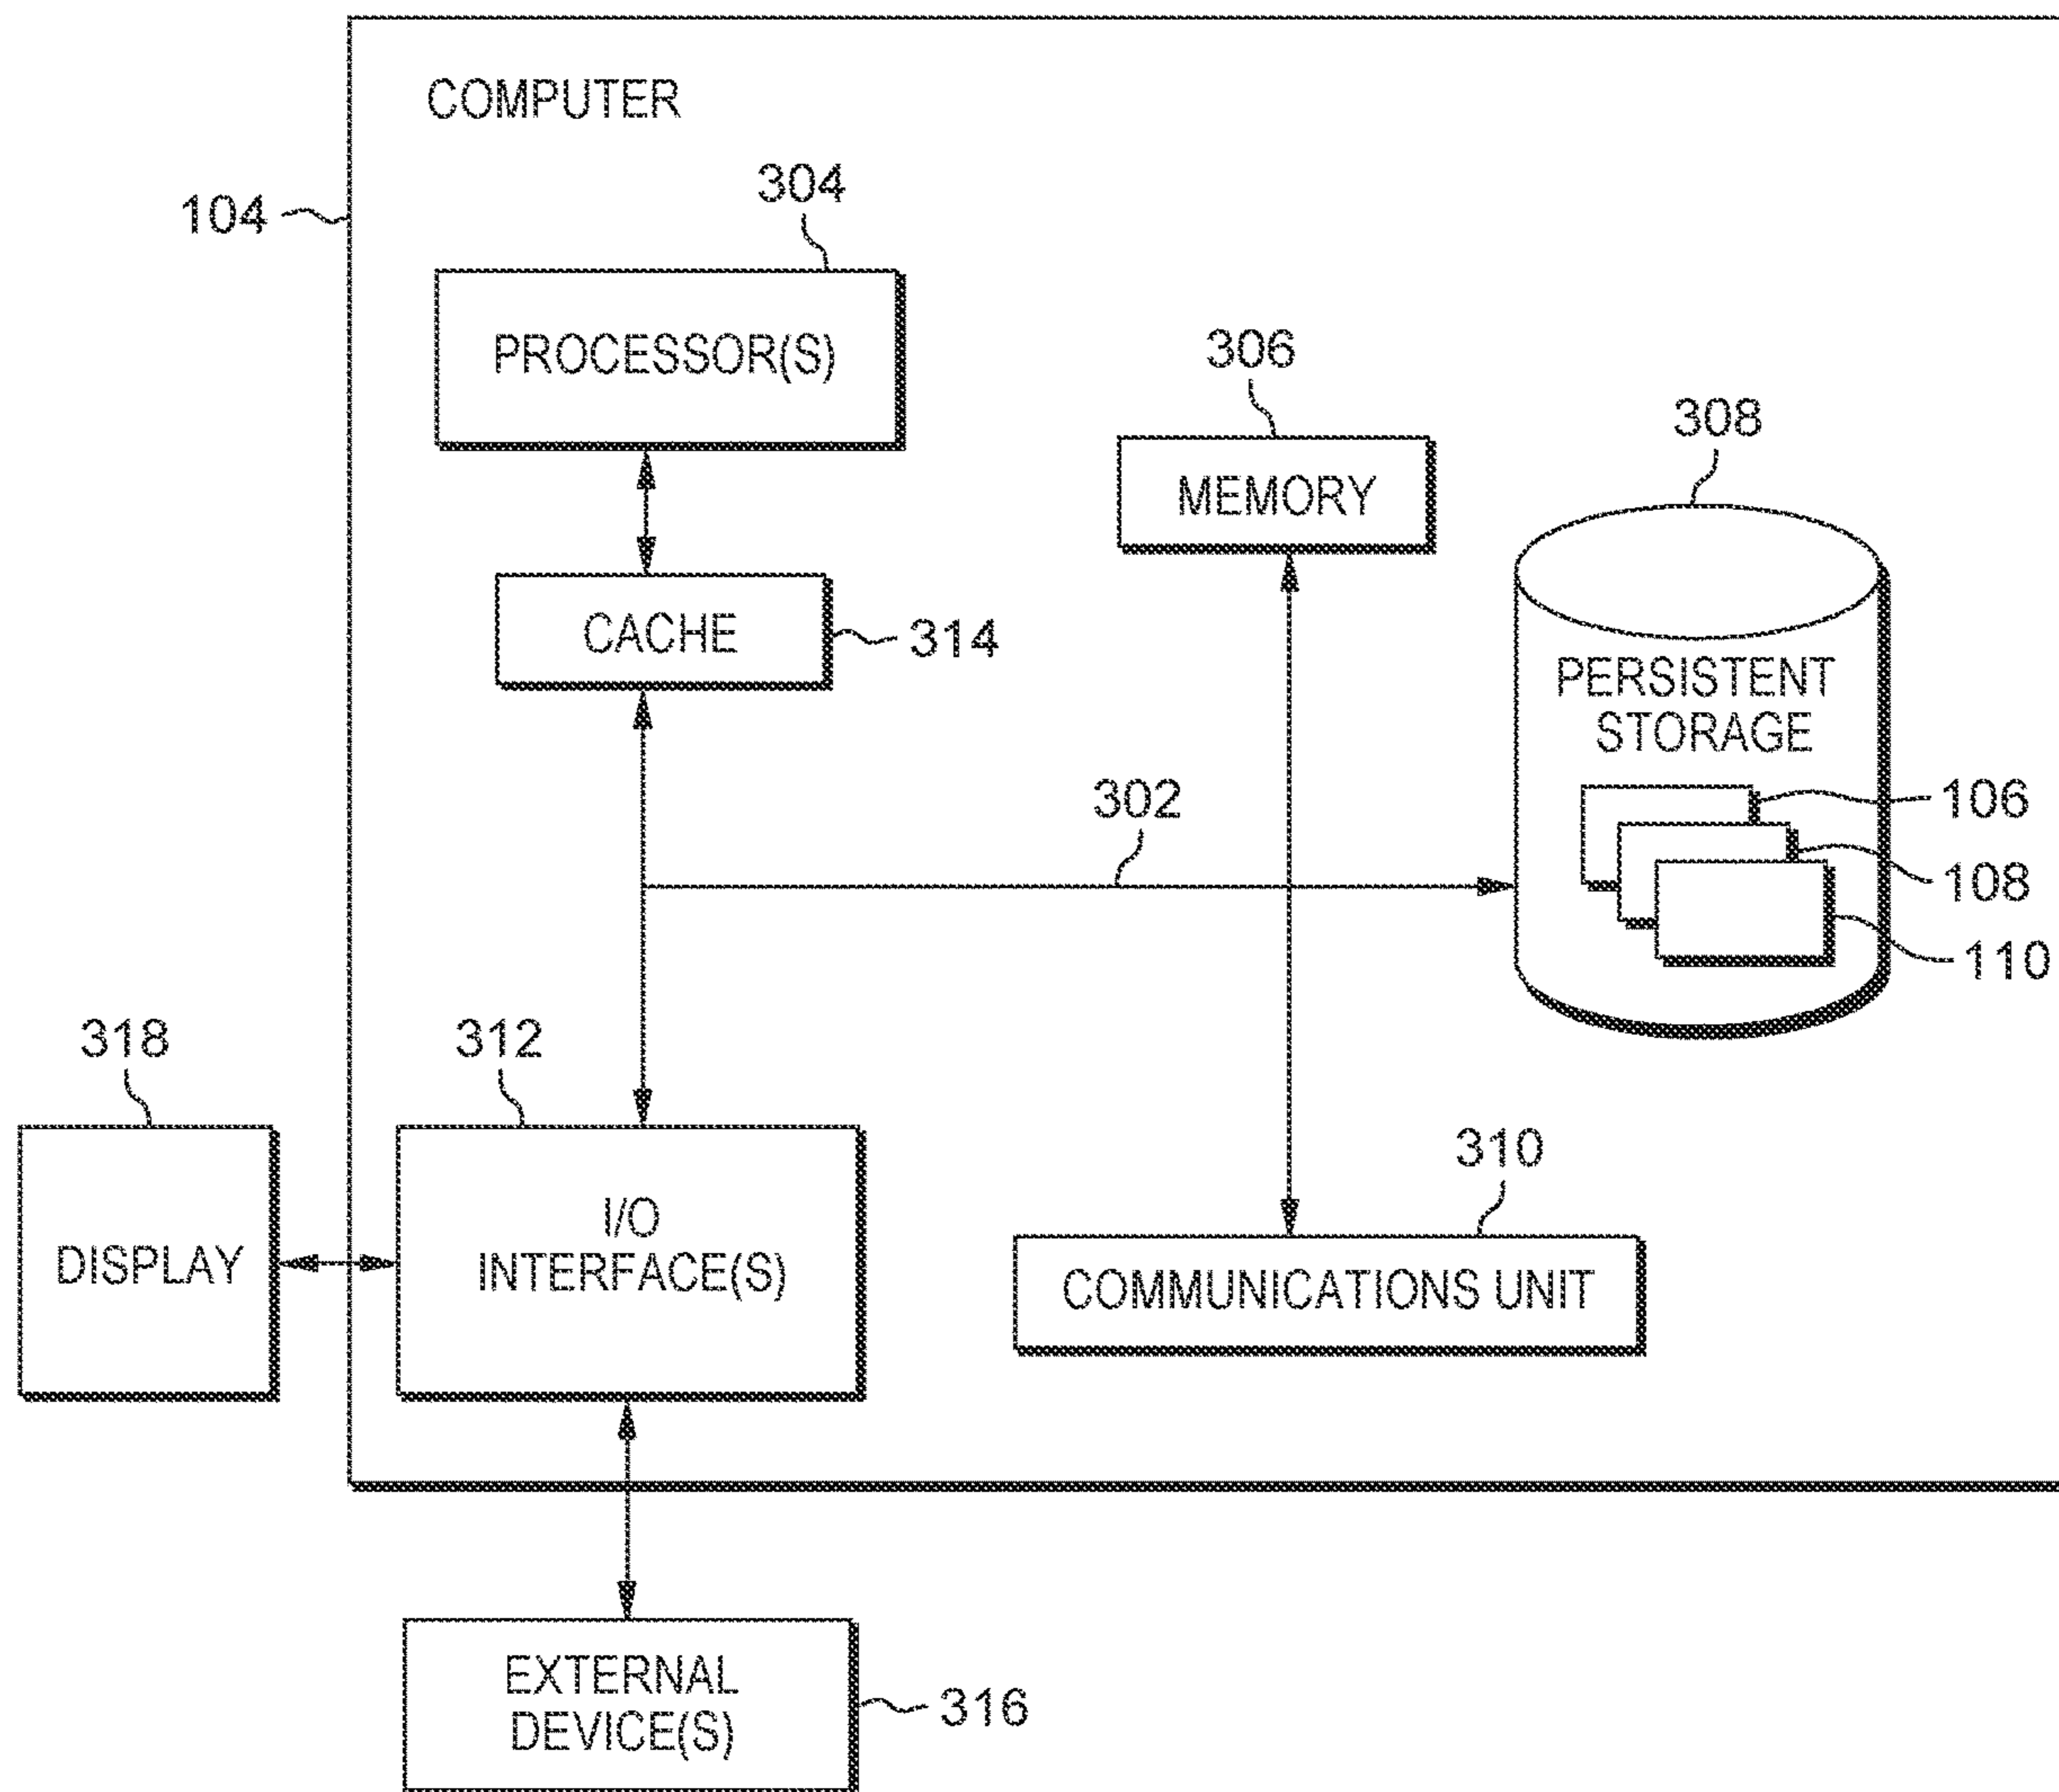 COMPUTER
304
104
PROCESSOR(S)
306
308
MEMORY
CACHE
314
PERSISTENT
STORAGE
302
106
108
110
318
312
310
DISPLAY
I/O
INTERFACE(S)
COMMUNICATIONS UNIT
EXTERNAL
DEVICE(S)
316